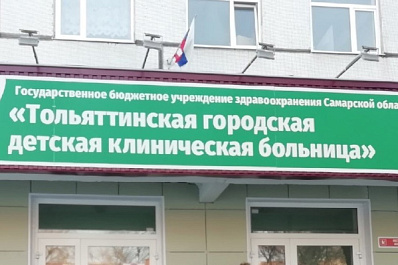 Государственное бюджетное учреждение здравоохранения Самарской
«Тольяттинская городская
детская клиническая больница»